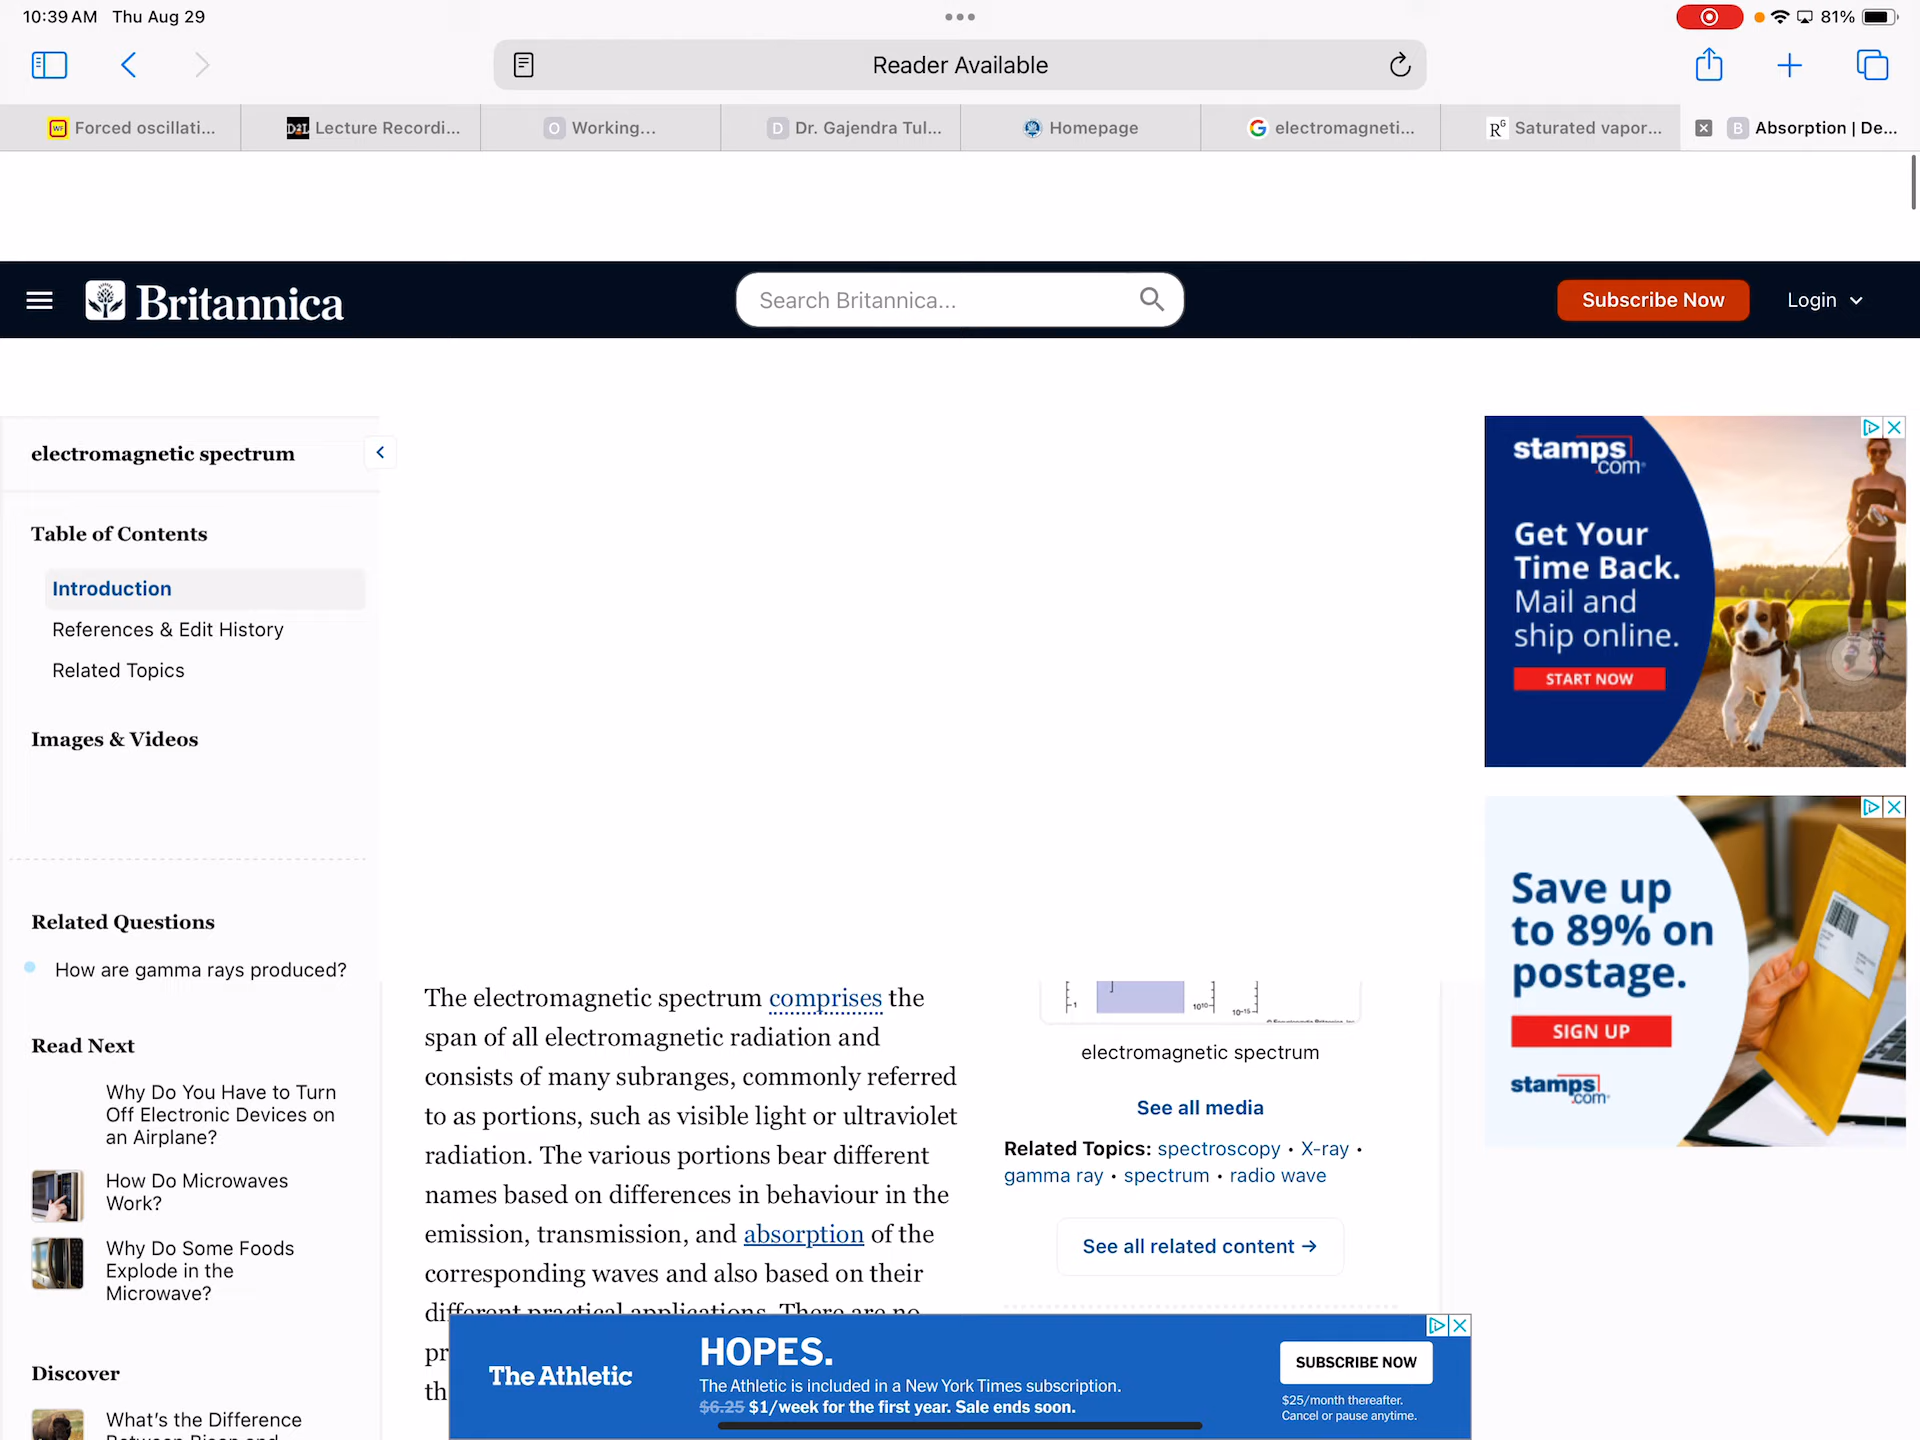 10:39 AM Thu Aug 29
81%
Reader Available
Forced oscillati...
Lecture Recordi...
Working...
Dr. Gajendra Tul...
Homepage
electromagneti...
Saturated vapor...
Absorption | De...
Britannica
Search Britannica...
Subscribe Now
Login
electromagnetic spectrum
Table of Contents
Introduction
References & Edit History
Related Topics
Images & Videos
Related Questions
How are gamma rays produced?
Read Next
Why Do You Have to Turn
Off Electronic Devices on
an Airplane?
How Do Microwaves
Work?
Why Do Some Foods
Explode in the
Microwave?
Discover
What's the Difference
The electromagnetic spectrum comprises the
span of all electromagnetic radiation and
consists of many subranges, commonly referred
to as portions, such as visible light or ultraviolet
radiation. The various portions bear different
names based on differences in behaviour in the
emission, transmission, and absorption of the
corresponding waves and also based on their
different practical applications. There are no
pr
th
electromagnetic spectrum
See all media
Related Topics: spectroscopy • X-ray •
gamma ray • spectrum • radio wave
See all related content →
stamps
.com
Get Your
Time Back.
Mail and
ship online.
START NOW
Save up
to 89% on
postage.
SIGN UP
stamps
.com
The Athletic
HOPES.
The Athletic is included in a New York Times subscription.
$6.25 $1/week for the first year. Sale ends soon.
SUBSCRIBE NOW
$25/month thereafter.
Cancel or pause anytime.